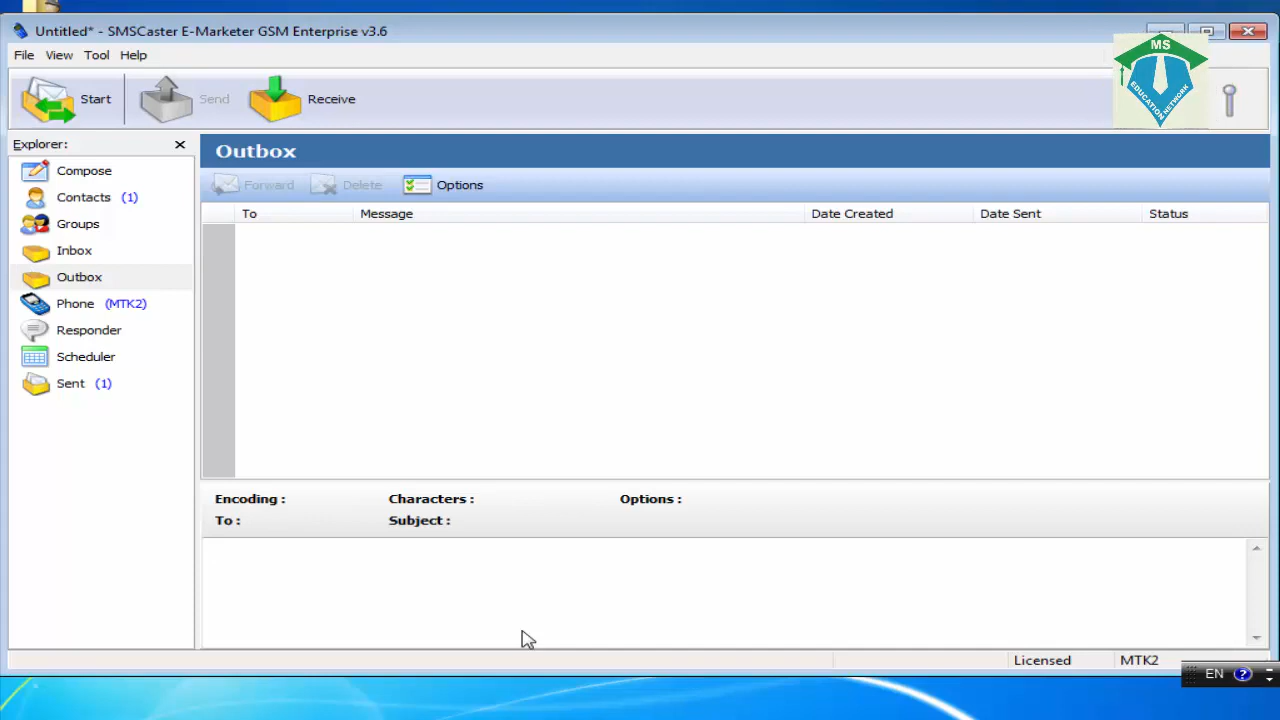 Untitled* - SMSCaster E-Marketer GSM Enterprise v3.6
File View Tool Help
MS
EDUCATION NETWORK
Start Send Receive
Explorer:
Compose
Contacts (1)
Groups
Inbox
Outbox
Phone (MTK2)
Responder
Scheduler
Sent (1)
Outbox
Forward Delete Options
To Message Date Created Date Sent Status
Encoding : Characters : Options :
To : Subject :
Licensed MTK2
EN